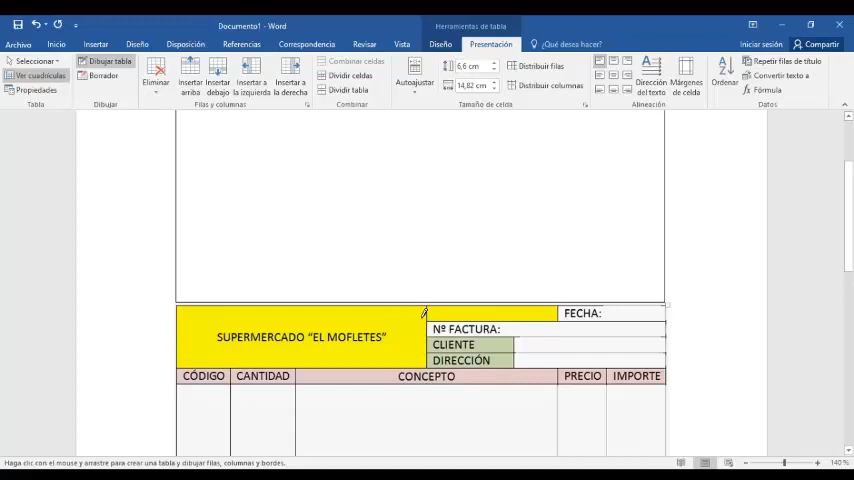 Documento1 - Word
Herramientas de tabla
Archivo
Inicio
Insertar
Diseño
Disposición
Referencias
Correspondencia
Revisar
Vista
Diseño
Presentación
¿Qué desea hacer?
Iniciar sesión
Compartir
Seleccionar
Ver cuadrículas
Propiedades
Tabla
Dibujar tabla
Borrador
Dibujar
Eliminar
Insertar arriba
Insertar debajo
Insertar a la izquierda
Insertar a la derecha
Filas y columnas
Combinar celdas
Dividir celdas
Dividir tabla
Combinar
Autoajustar
6,6 cm
14,82 cm
Distribuir filas
Distribuir columnas
Tamaño de celda
Dirección del texto
Márgenes de celda
Alineación
Ordenar
Repetir filas de título
Convertir texto a
Fórmula
Datos
SUPERMERCADO “EL MOFLETES”
FECHA:
Nº FACTURA:
CLIENTE
DIRECCIÓN
CÓDIGO CANTIDAD CONCEPTO PRECIO IMPORTE
Haga clic con el mouse y arrastre para crear una tabla y dibujar filas, columnas y bordes.
140 %